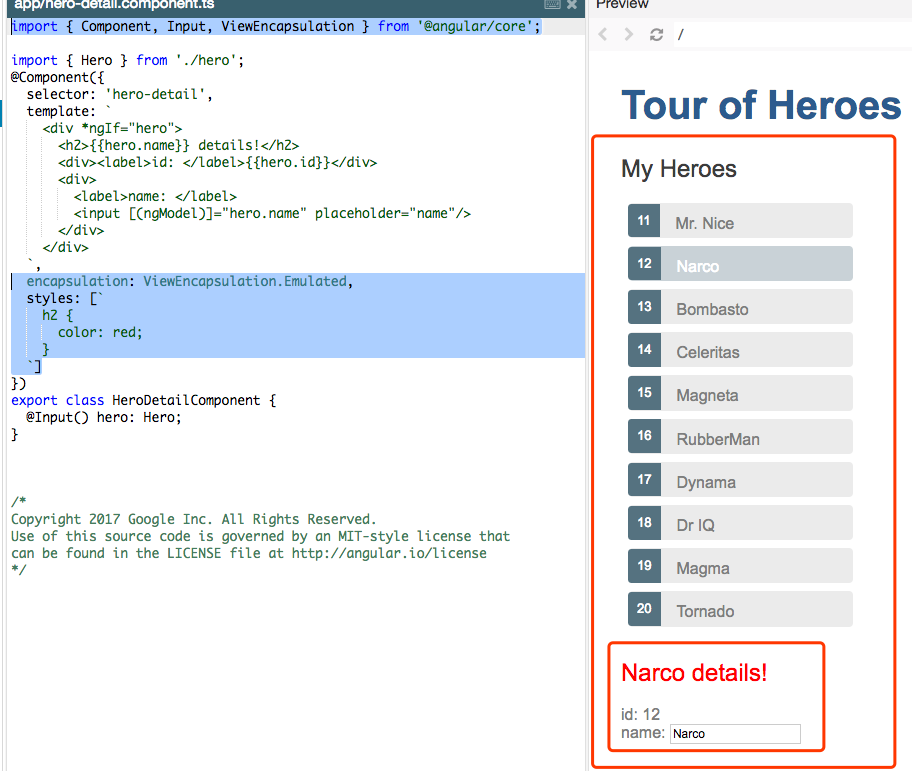 app/hero-detail.component.ts
import { Component, Input, ViewEncapsulation } from '@angular/core';
import { Hero } from './hero';
@Component({
  selector: 'hero-detail',
  template: `
    <div *ngIf="hero">
      <h2>{{hero.name}} details!</h2>
      <div><label>id: </label>{{hero.id}}</div>
      <div>
        <label>name: </label>
        <input [(ngModel)]="hero.name" placeholder="name"/>
      </div>
    </div>
  `,
  encapsulation: ViewEncapsulation.Emulated,
  styles: [`
    h2 {
      color: red;
    }
  `]
})
export class HeroDetailComponent {
  @Input() hero: Hero;
}
/*
Copyright 2017 Google Inc. All Rights Reserved.
Use of this source code is governed by an MIT-style license that
can be found in the LICENSE file at http://angular.io/license
*/
Preview
/
Tour of Heroes
My Heroes
11 Mr. Nice
12 Narco
13 Bombasto
14 Celeritas
15 Magneta
16 RubberMan
17 Dynama
18 Dr IQ
19 Magma
20 Tornado
Narco details!
id: 12
name: Narco